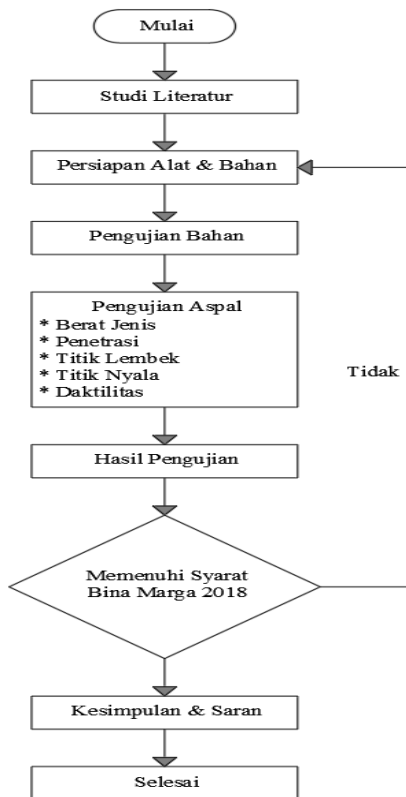 Mulai
Studi Literatur
Persiapan Alat & Bahan
Pengujian Bahan
Pengujian Aspal
* Berat Jenis
* Penetrasi
* Titik Lembek
* Titik Nyala
* Daktilitas
Tidak
Hasil Pengujian
Memenuhi Syarat
Bina Marga 2018
Kesimpulan & Saran
Selesai